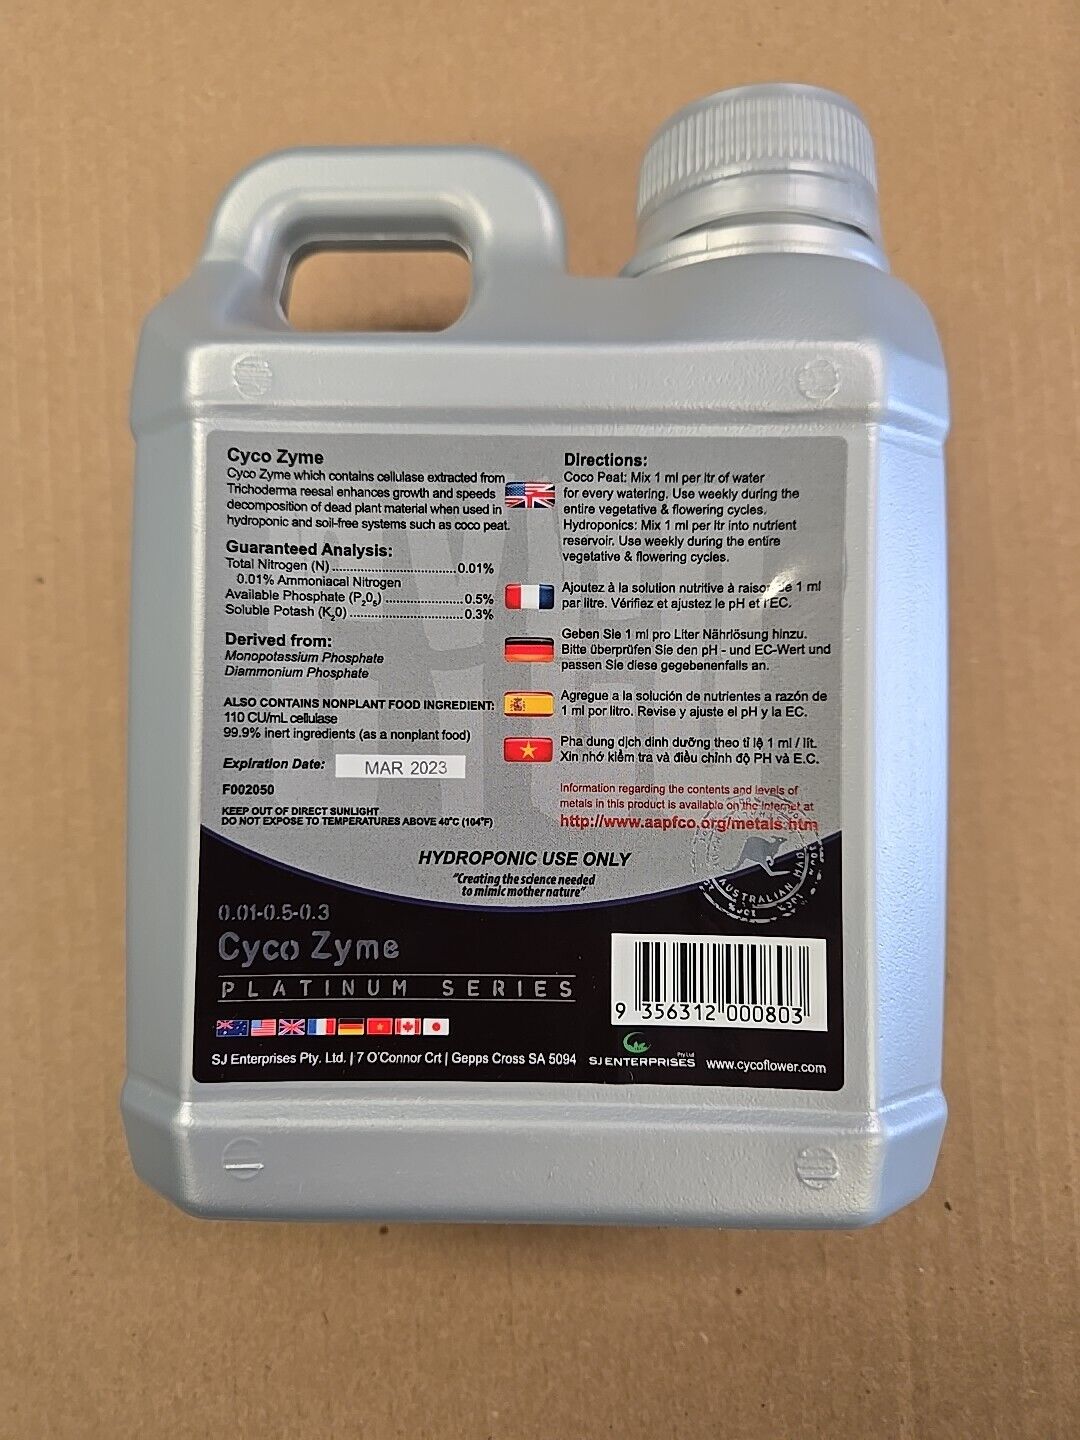 Cyco Zyme
Cyco Zyme which contains cellulase extracted from
Trichoderma reesai enhances growth and speeds
decomposition of dead plant material when used in
hydroponic and soil-free systems such as coco peat.
Guaranteed Analysis:
Total Nitrogen (N) ................................0.01%
0.01% Ammoniacal Nitrogen
Available Phosphate (P₂0₅) .....................0.5%
Soluble Potash (K₂0) ..............................0.3%
Derived from:
Monopotassium Phosphate
Diammonium Phosphate
ALSO CONTAINS NONPLANT FOOD INGREDIENT:
110 CU/mL cellulase
99.9% inert ingredients (as a nonplant food)
Expiration Date: MAR 2023
F002050
KEEP OUT OF DIRECT SUNLIGHT
DO NOT EXPOSE TO TEMPERATURES ABOVE 40°C (104°F)
Directions:
Coco Peat: Mix 1 ml per ltr of water
for every watering. Use weekly during the
entire vegetative & flowering cycles.
Hydroponics: Mix 1 ml per ltr into nutrient
reservoir. Use weekly during the entire
vegetative & flowering cycles.
Ajoutez à la solution nutritive à raison de 1 ml
par litre. Vérifiez et ajustez le pH et l'EC.
Geben Sie 1 ml pro Liter Nährlösung hinzu.
Bitte überprüfen Sie den pH - und EC-Wert und
passen Sie diese gegebenenfalls an.
Agregue a la solución de nutrientes a razón de
1 ml por litro. Revise y ajuste el pH y la EC.
Pha dung dịch dinh dưỡng theo tỉ lệ 1 ml / lít.
Xin nhớ kiểm tra và điều chỉnh độ PH và E.C.
Information regarding the contents and levels of
metals in this product is available on the internet at
http://www.aapfco.org/metals.htm
HYDROPONIC USE ONLY
"Creating the science needed
to mimic mother nature"
AUSTRALIAN MADE
0.01-0.5-0.3
Cyco Zyme
PLATINUM SERIES
9 356312 000803
SJ Enterprises Pty. Ltd. | 7 O'Connor Crt | Gepps Cross SA 5094
SJ ENTERPRISES Pty Ltd
www.cycoflower.com